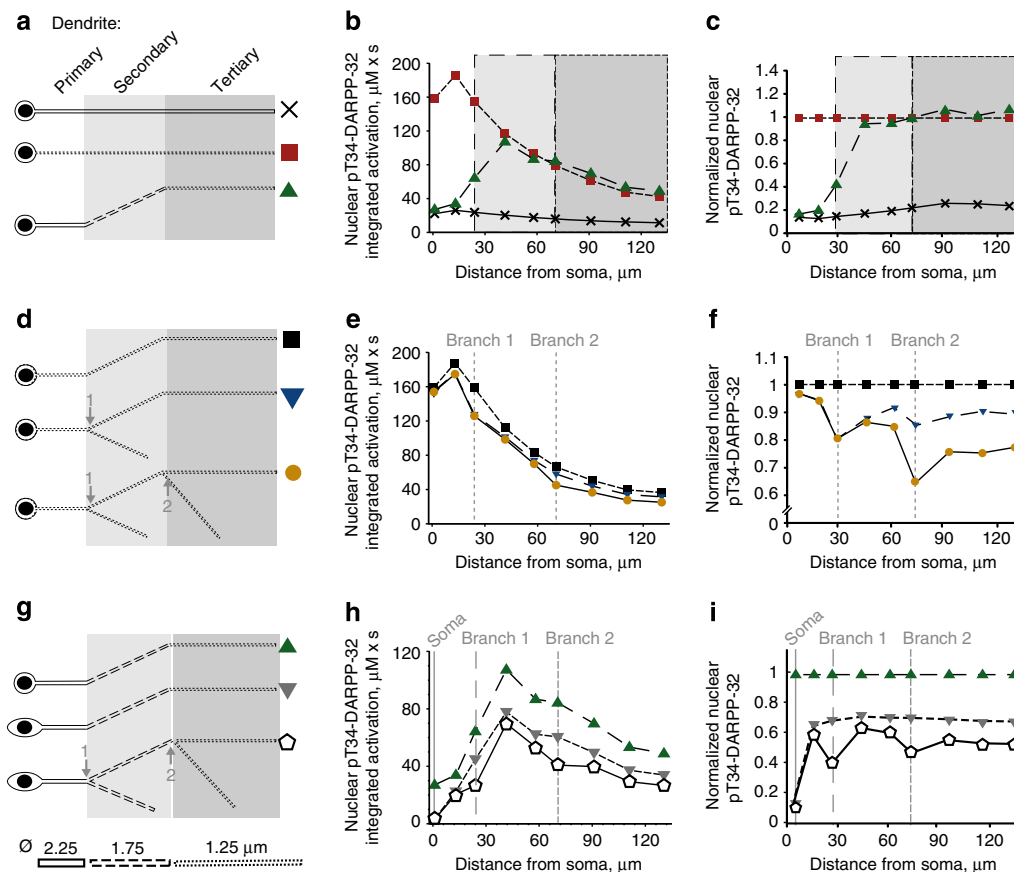 a Dendrite:
Primary
Secondary
Tertiary
b
Nuclear pT34-DARPP-32
integrated activation, μM x s
200
160
120
80
40
0
0 30 60 90 120
Distance from soma, μm
c
Normalized nuclear
pT34-DARPP-32
1.4
1.2
1
0.8
0.6
0.4
0.2
0
0 30 60 90 120
Distance from soma, μm
d
1
1
2
e
Branch 1 Branch 2
Nuclear pT34-DARPP-32
integrated activation, μM x s
200
160
120
80
40
0
0 30 60 90 120
Distance from soma, μm
f
Branch 1 Branch 2
Normalized nuclear
pT34-DARPP-32
1.1
1
0.9
0.8
0.7
0.6
0
0 30 60 90 120
Distance from soma, μm
g
1
2
Ø 2.25 1.75 1.25 μm
h
Soma
Branch 1 Branch 2
Nuclear pT34-DARPP-32
integrated activation, μM x s
120
80
40
0
0 30 60 90 120
Distance from soma, μm
i
Soma
Branch 1 Branch 2
Normalized nuclear
pT34-DARPP-32
1.2
1
0.8
0.6
0.4
0.2
0
0 30 60 90 120
Distance from soma, μm